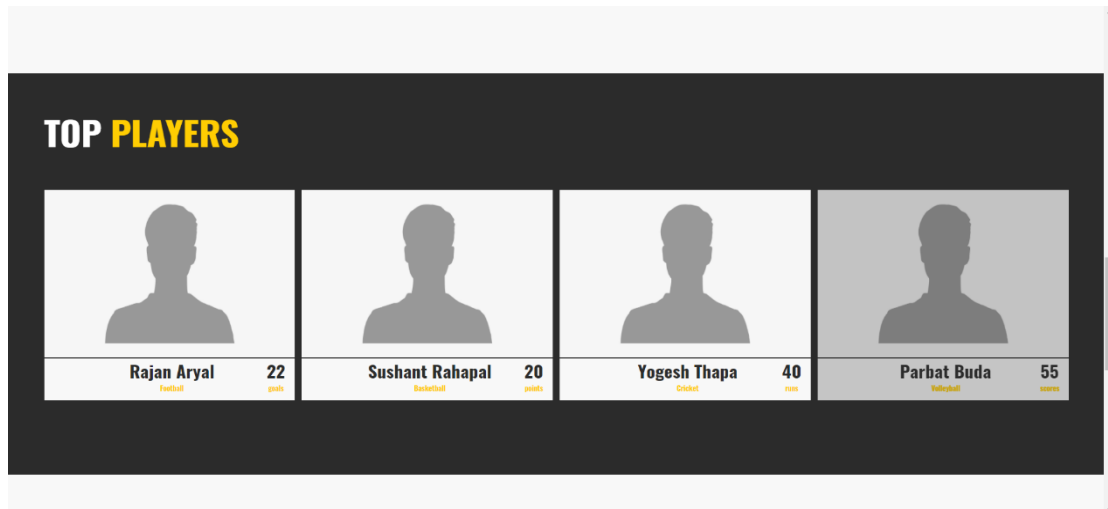 TOP PLAYERS
Rajan Aryal 22
Football goals
Sushant Rahapal 20
Basketball points
Yogesh Thapa 40
Cricket runs
Parbat Buda 55
Volleyball scores